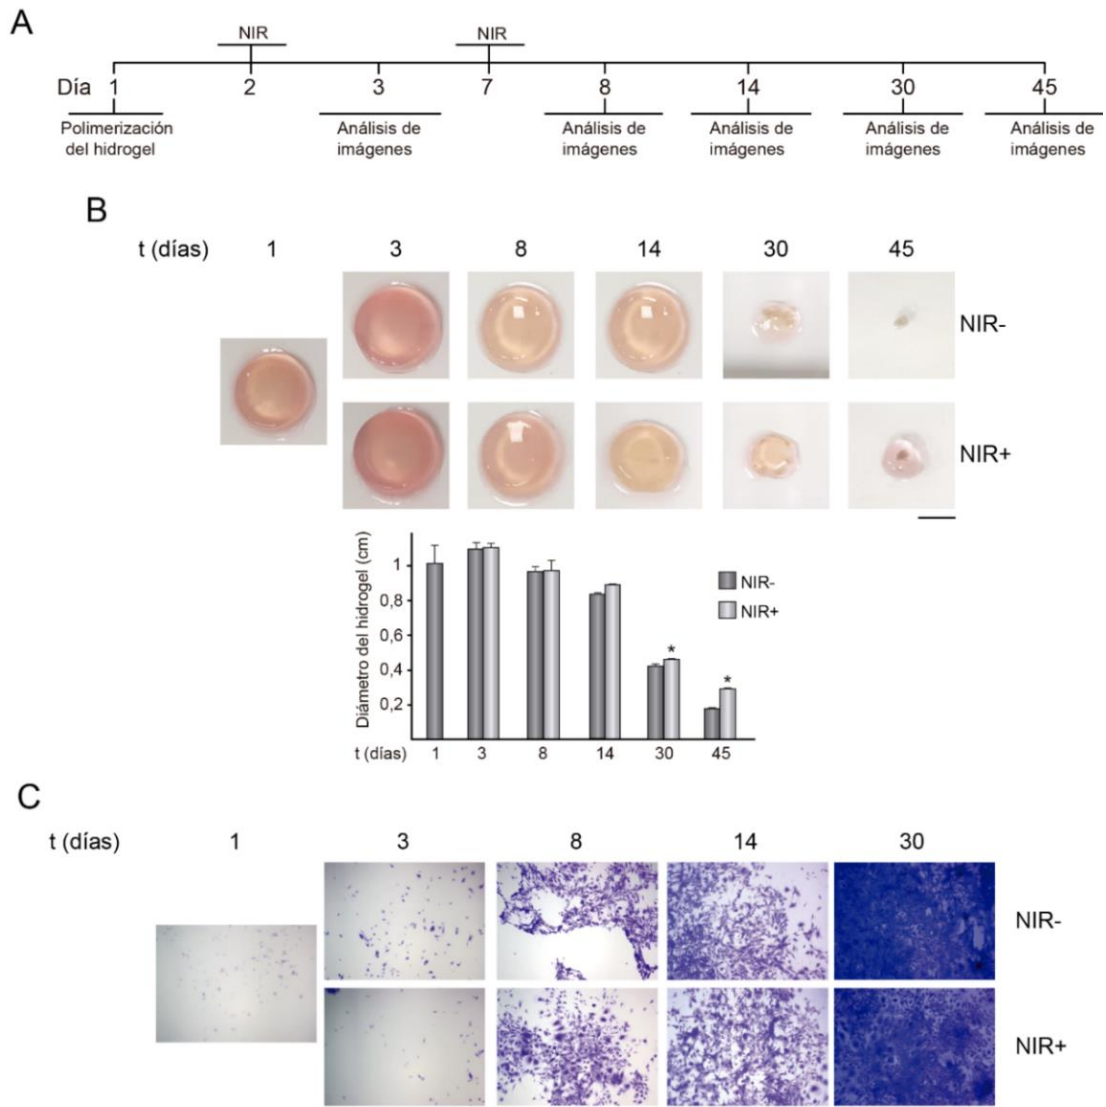 A
NIR NIR
Día 1 2 3 7 8 14 30 45
Polimerización
del hidrogel
Análisis de
imágenes
Análisis de
imágenes
Análisis de
imágenes
Análisis de
imágenes
Análisis de
imágenes
B
t (días) 1 3 8 14 30 45
NIR-
NIR+
Diámetro del hidrogel (cm)
1
0,8
0,6
0,4
0,2
NIR-
NIR+
* *
t (días) 1 3 8 14 30 45
C
t (días) 1 3 8 14 30
NIR-
NIR+